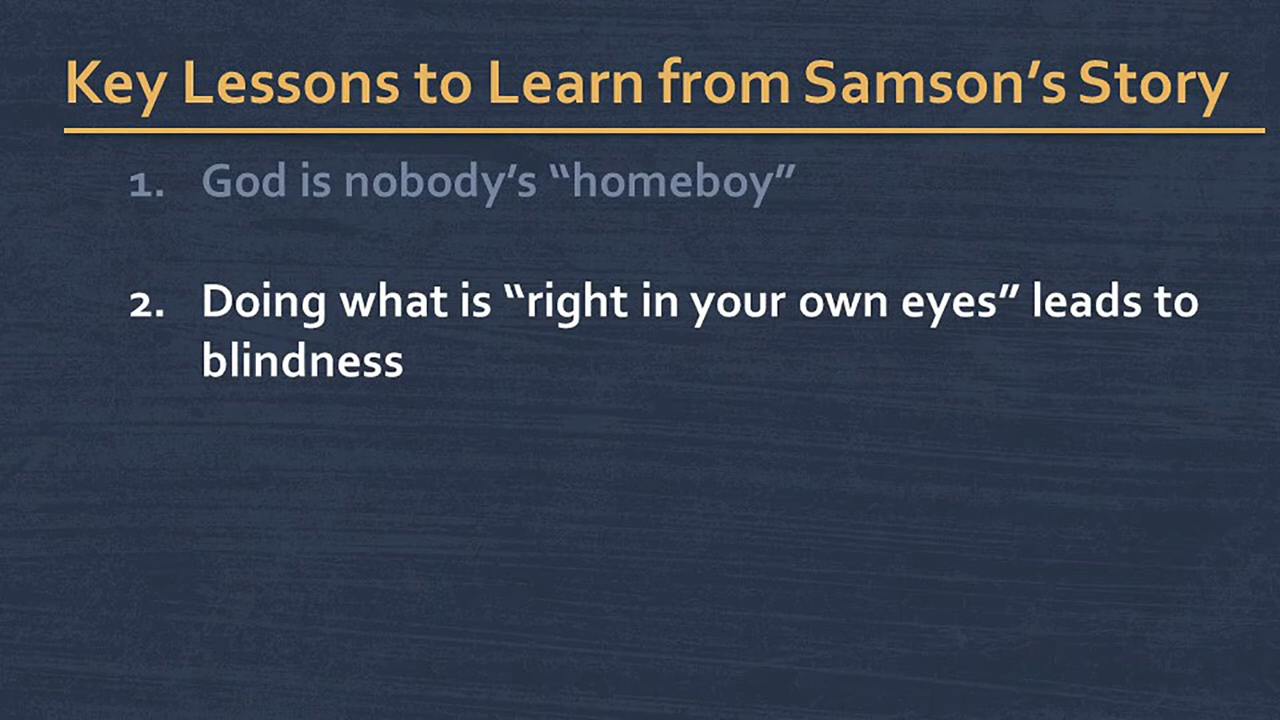 Key Lessons to Learn from Samson’s Story
1. God is nobody’s “homeboy”
2. Doing what is “right in your own eyes” leads to
blindness